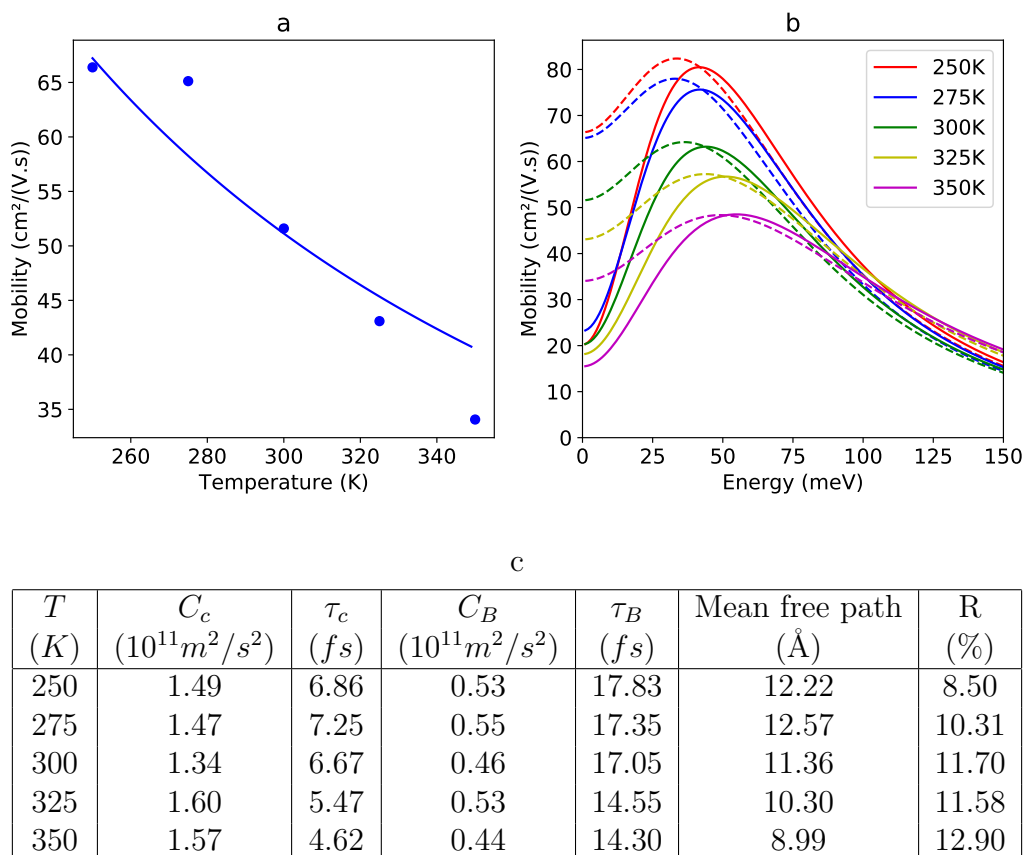 a
65
60
55
50
45
40
35
Mobility (cm²/(V.s))
260 280 300 320 340
Temperature (K)
b
80
70
60
50
40
30
20
10
0
Mobility (cm²/(V.s))
0 25 50 75 100 125 150
Energy (meV)
250K
275K
300K
325K
350K
c
T C_c τ_c C_B τ_B Mean free path R
(K) (10^11 m^2/s^2) (fs) (10^11 m^2/s^2) (fs) (Å) (%)
250 1.49 6.86 0.53 17.83 12.22 8.50
275 1.47 7.25 0.55 17.35 12.57 10.31
300 1.34 6.67 0.46 17.05 11.36 11.70
325 1.60 5.47 0.53 14.55 10.30 11.58
350 1.57 4.62 0.44 14.30 8.99 12.90